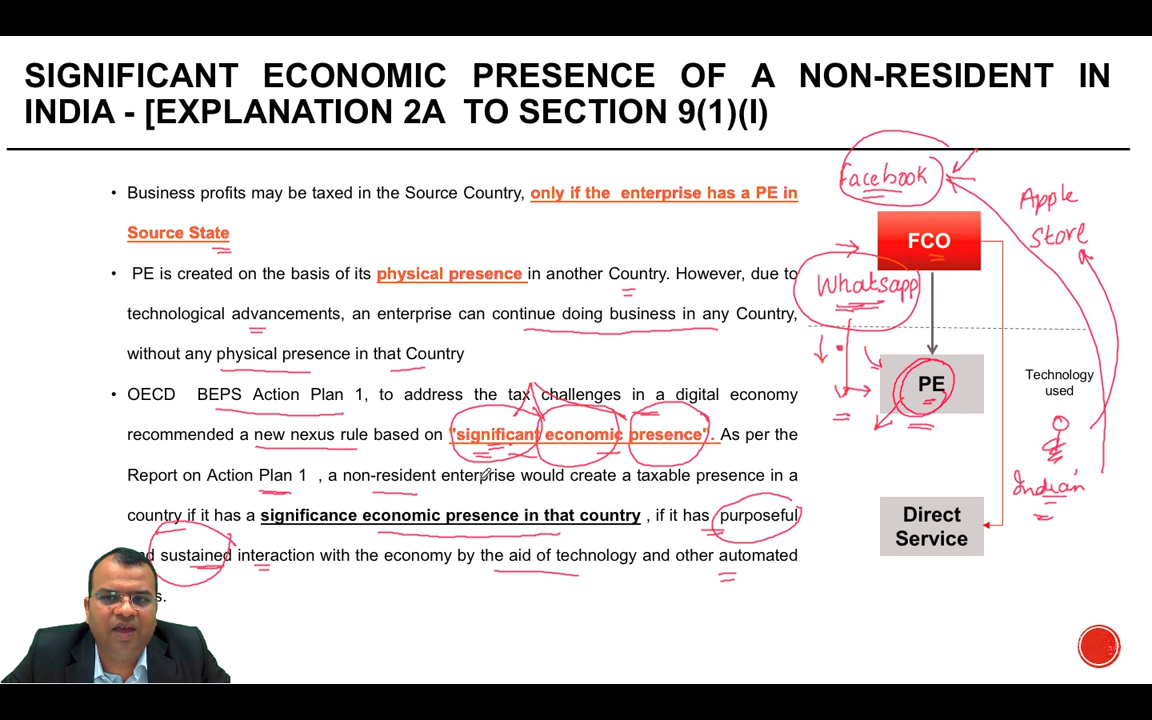 SIGNIFICANT ECONOMIC PRESENCE OF A NON-RESIDENT IN
INDIA - [EXPLANATION 2A TO SECTION 9(1)(I)
• Business profits may be taxed in the Source Country, only if the enterprise has a PE in
Source State
• PE is created on the basis of its physical presence in another Country. However, due to
technological advancements, an enterprise can continue doing business in any Country,
without any physical presence in that Country
• OECD BEPS Action Plan 1, to address the tax challenges in a digital economy
recommended a new nexus rule based on "significant economic presence". As per the
Report on Action Plan 1 , a non-resident enterprise would create a taxable presence in a
country if it has a significance economic presence in that country , if it has purposeful
sustained interaction with the economy by the aid of technology and other automated
Facebook
Apple
Store
FCO
Whatsapp
PE
Technology
used
Indian
Direct
Service